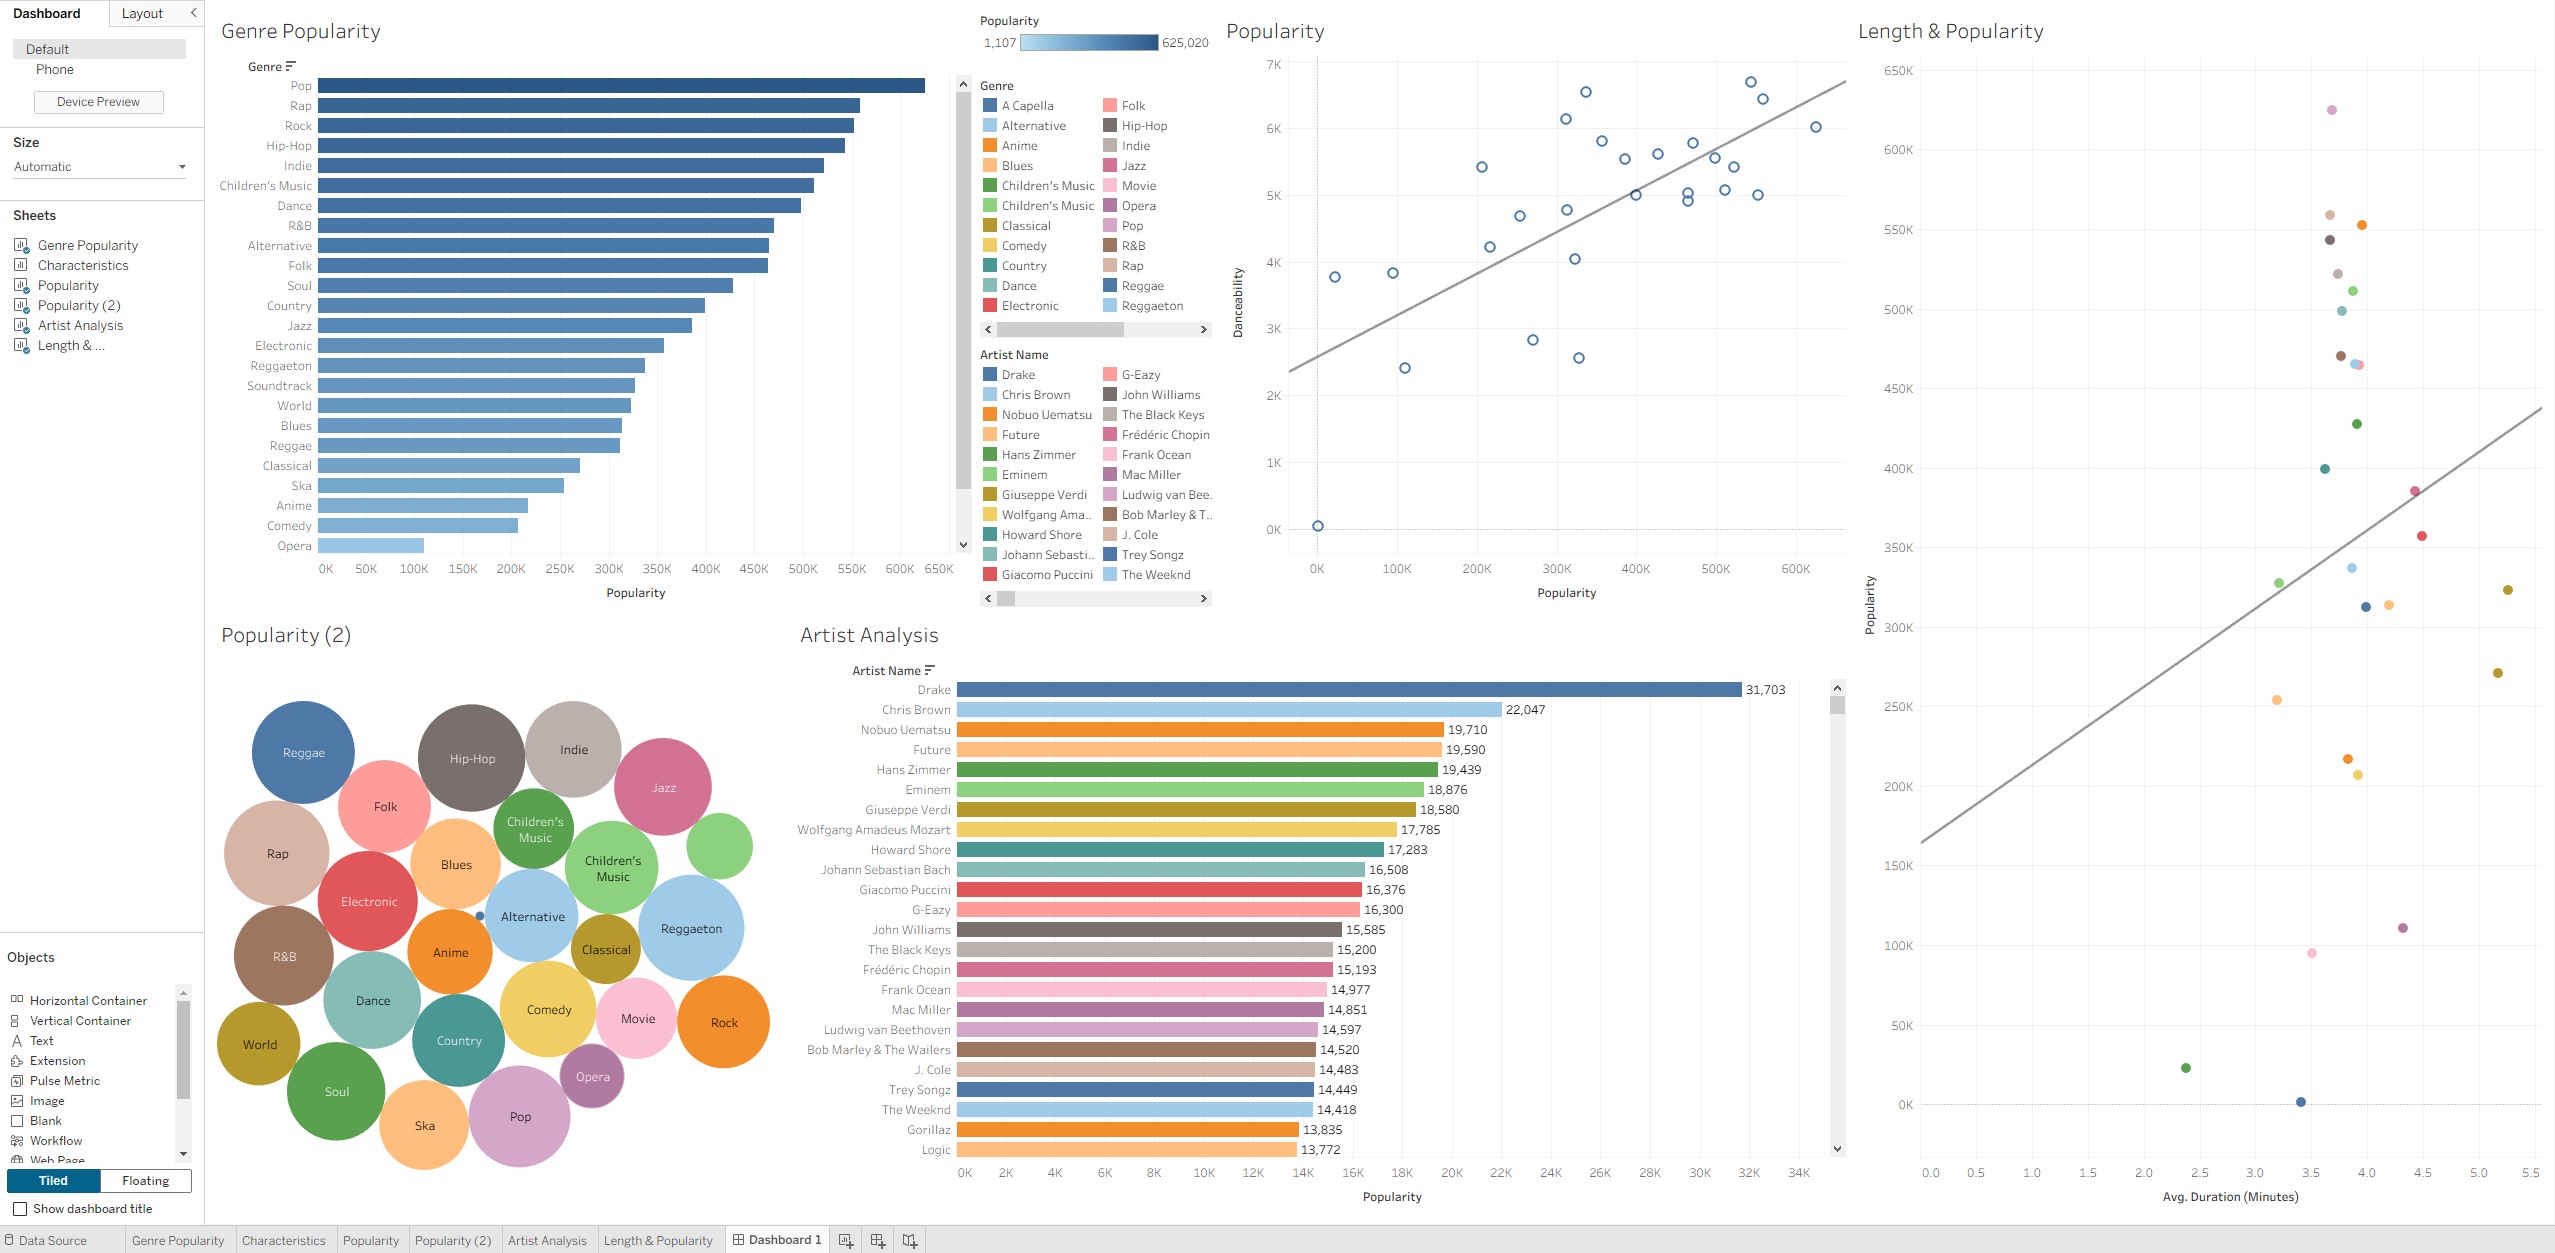 Dashboard
Layout
Default
Phone
Device Preview
Size
Automatic
Sheets
Genre Popularity
Characteristics
Popularity
Popularity (2)
Artist Analysis
Length & ...
Objects
Horizontal Container
Vertical Container
Text
Extension
Pulse Metric
Image
Blank
Workflow
Web Page
Tiled Floating
Show dashboard title
Genre Popularity
Genre
Pop
Rap
Rock
Hip-Hop
Indie
Children's Music
Dance
R&B
Alternative
Folk
Soul
Country
Jazz
Electronic
Reggaeton
Soundtrack
World
Blues
Reggae
Classical
Ska
Anime
Comedy
Opera
0K 50K 100K 150K 200K 250K 300K 350K 400K 450K 500K 550K 600K 650K
Popularity
Popularity
1,107 625,020
Genre
A Capella Folk
Alternative Hip-Hop
Anime Indie
Blues Jazz
Children's Music Movie
Children's Music Opera
Classical Pop
Comedy R&B
Country Rap
Dance Reggae
Electronic Reggaeton
Artist Name
Drake G-Eazy
Chris Brown John Williams
Nobuo Uematsu The Black Keys
Future Frédéric Chopin
Hans Zimmer Frank Ocean
Eminem Mac Miller
Giuseppe Verdi Ludwig van Bee.
Wolfgang Ama.. Bob Marley & T..
Howard Shore J. Cole
Johann Sebasti.. Trey Songz
Giacomo Puccini The Weeknd
Popularity
7K
6K
5K
4K
3K
2K
1K
0K
Danceability
0K 100K 200K 300K 400K 500K 600K
Popularity
Length & Popularity
650K
600K
550K
500K
450K
400K
350K
300K
250K
200K
150K
100K
50K
0K
Popularity
0.0 0.5 1.0 1.5 2.0 2.5 3.0 3.5 4.0 4.5 5.0 5.5
Avg. Duration (Minutes)
Popularity (2)
Reggae
Hip-Hop
Indie
Jazz
Folk
Children's
Music
Rap
Blues
Children's
Music
Electronic
Alternative
Reggaeton
R&B
Anime
Classical
Dance
Comedy
Movie
Rock
World
Country
Soul
Opera
Ska
Pop
Artist Analysis
Artist Name
Drake 31,703
Chris Brown 22,047
Nobuo Uematsu 19,710
Future 19,590
Hans Zimmer 19,439
Eminem 18,876
Giuseppe Verdi 18,580
Wolfgang Amadeus Mozart 17,785
Howard Shore 17,283
Johann Sebastian Bach 16,508
Giacomo Puccini 16,376
G-Eazy 16,300
John Williams 15,585
The Black Keys 15,200
Frédéric Chopin 15,193
Frank Ocean 14,977
Mac Miller 14,851
Ludwig van Beethoven 14,597
Bob Marley & The Wailers 14,520
J. Cole 14,483
Trey Songz 14,449
The Weeknd 14,418
Gorillaz 13,835
Logic 13,772
0K 2K 4K 6K 8K 10K 12K 14K 16K 18K 20K 22K 24K 26K 28K 30K 32K 34K
Popularity
Data Source Genre Popularity Characteristics Popularity Popularity (2) Artist Analysis Length & Popularity Dashboard 1